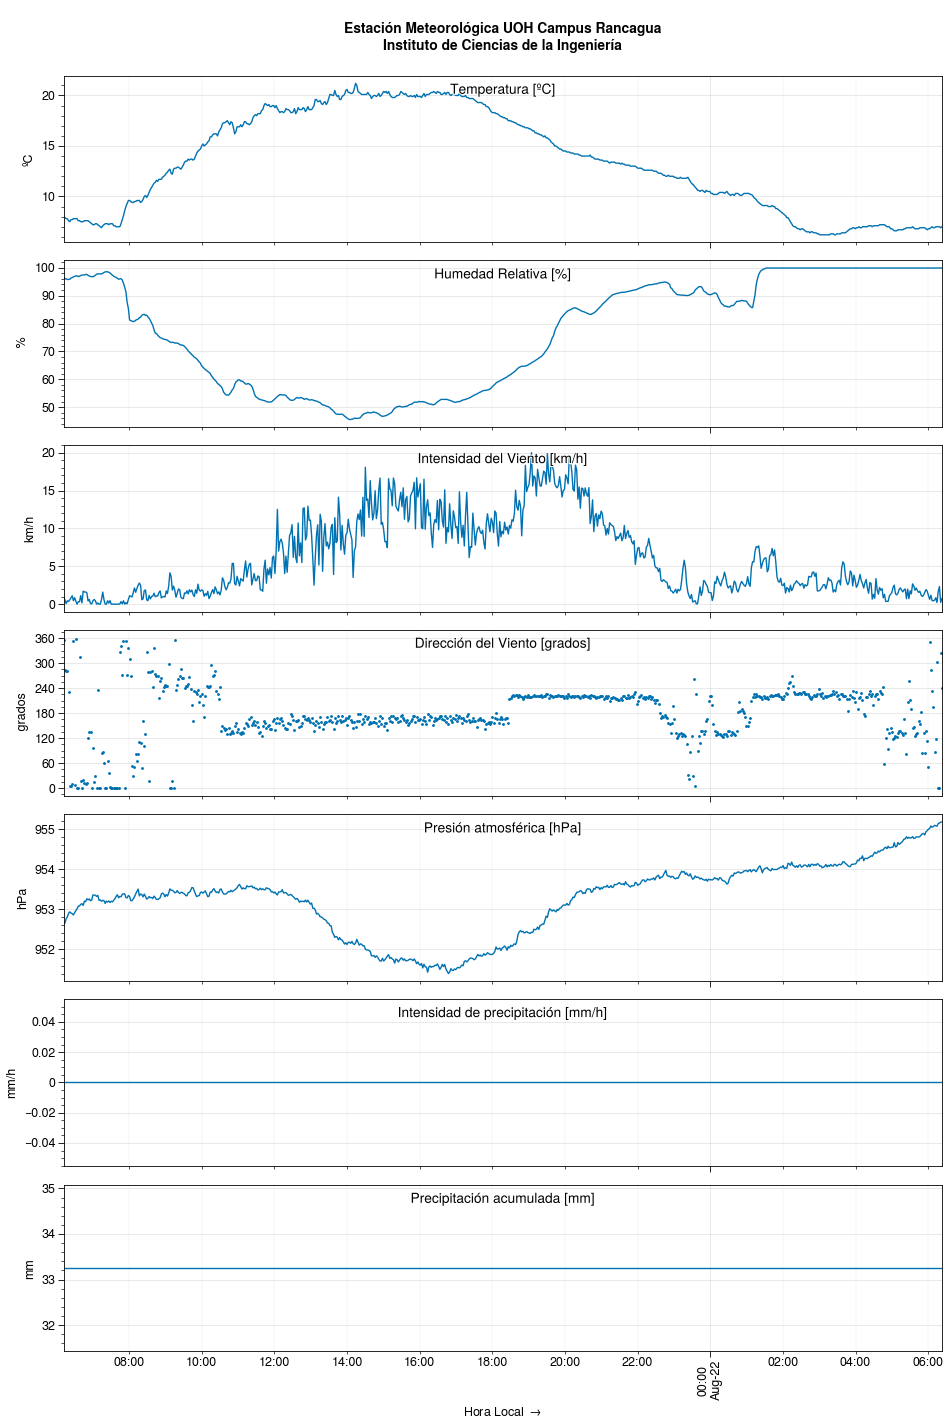 Estación Meteorológica UOH Campus Rancagua
Instituto de Ciencias de la Ingeniería
Temperatura [ºC]
20
15
10
ºC
Humedad Relativa [%]
100
90
80
70
60
50
%
Intensidad del Viento [km/h]
20
15
10
5
0
km/h
Dirección del Viento [grados]
360
300
240
180
120
60
0
grados
Presión atmosférica [hPa]
955
954
953
952
hPa
Intensidad de precipitación [mm/h]
0.04
0.02
0
−0.02
−0.04
mm/h
Precipitación acumulada [mm]
35
34
33
32
mm
08:00 10:00 12:00 14:00 16:00 18:00 20:00 22:00 00:00 02:00 04:00 06:00
Aug-22
Hora Local →